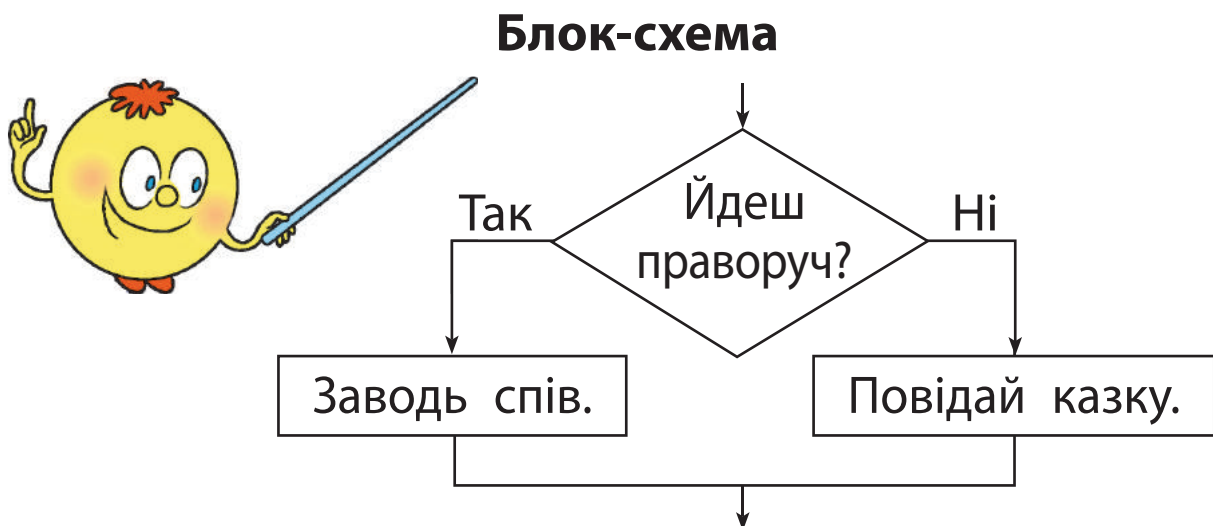 Блок-схема
Йдеш
праворуч?
Так
Ні
Заводь спів.
Повідай казку.